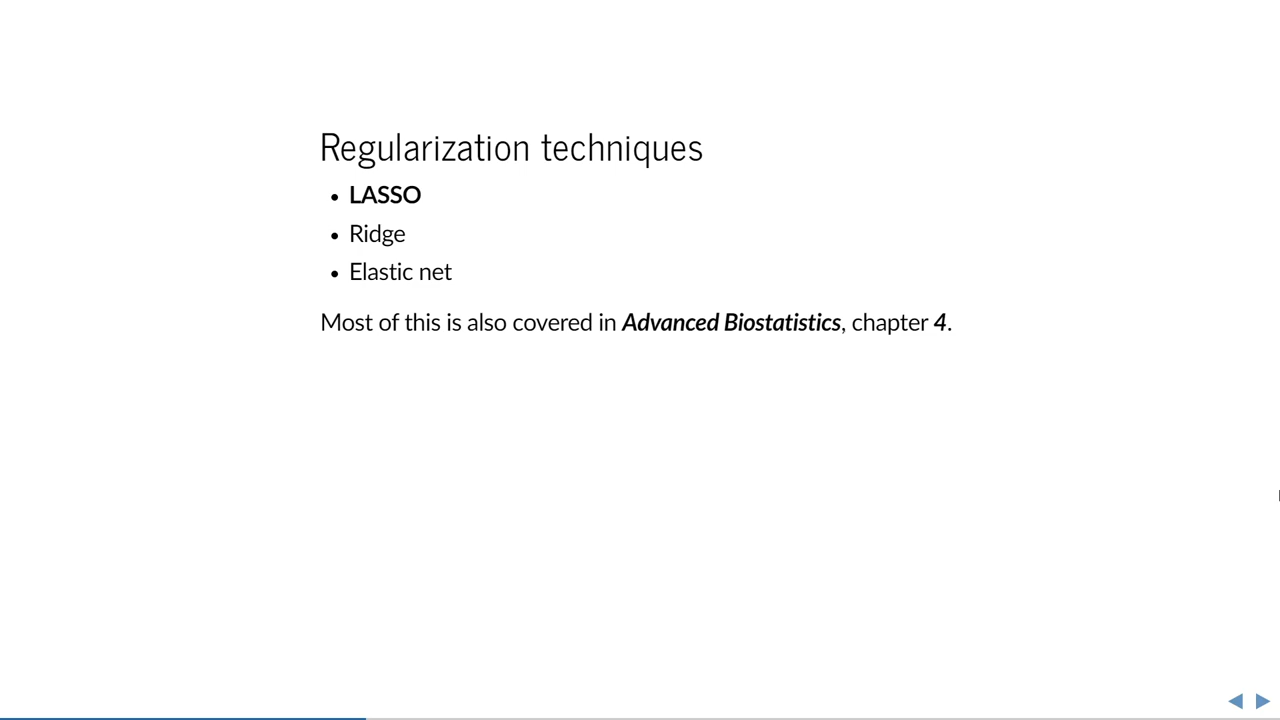 Regularization techniques
• LASSO
• Ridge
• Elastic net
Most of this is also covered in Advanced Biostatistics, chapter 4.